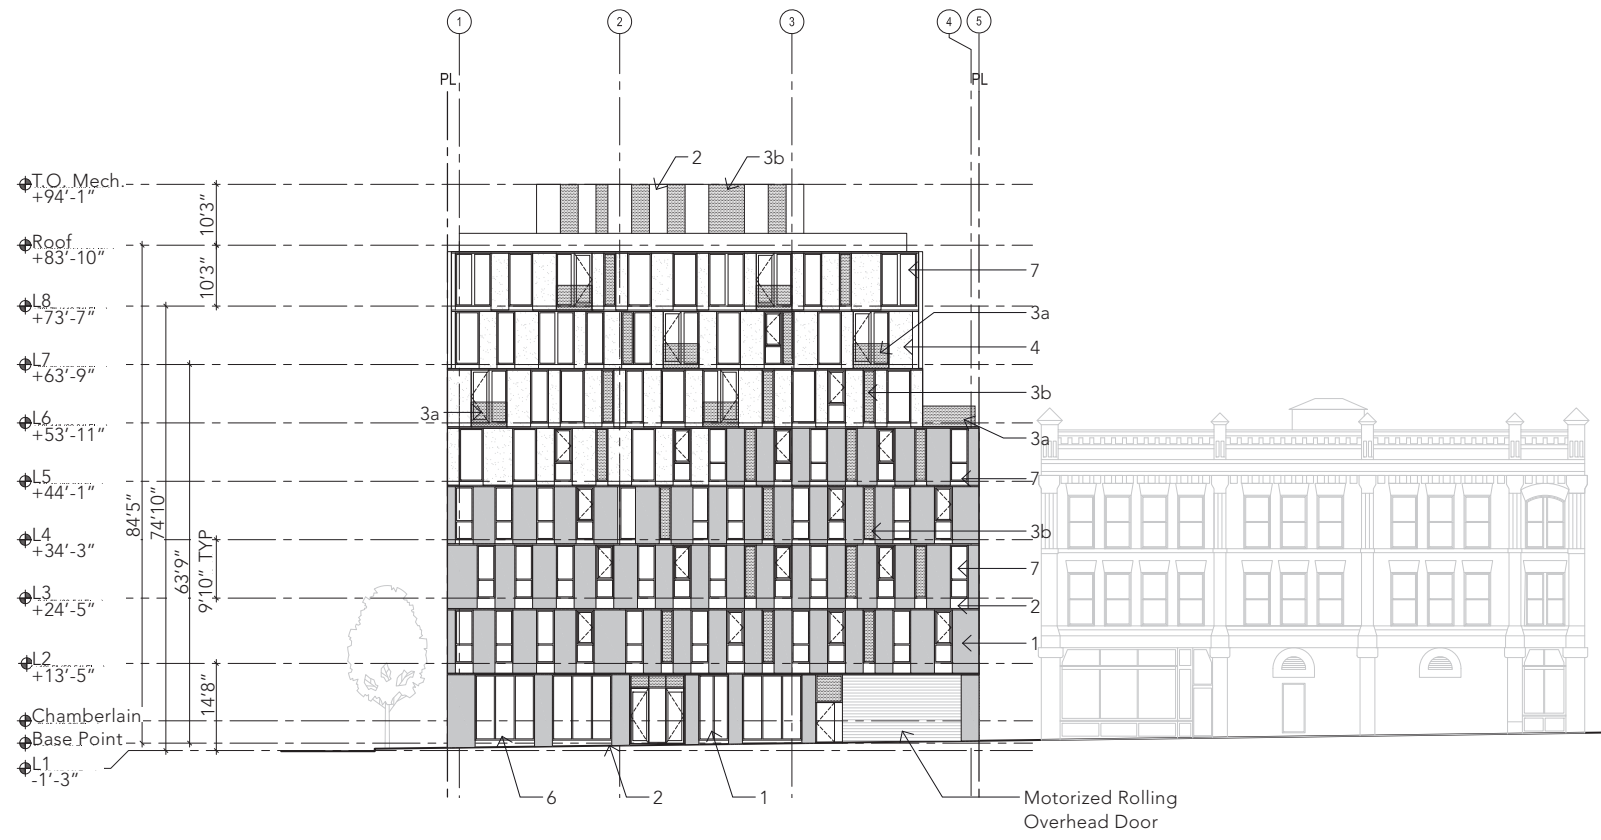 1
2
3
4
5
PL
PL
2
3b
T.O. Mech.
+94'-1"
10'3"
Roof
+83'-10"
10'3"
7
L8
+73'-7"
3a
4
L7
+63'-9"
3b
3a
L6
+53'-11"
3a
L5
+44'-1"
7
84'5"
74'10"
L4
+34'-3"
3b
63'9"
9'10" TYP
7
L3
+24'-5"
2
1
L2
+13'-5"
14'8"
Chamberlain
Base Point
L1
-1'-3"
6
2
1
Motorized Rolling
Overhead Door